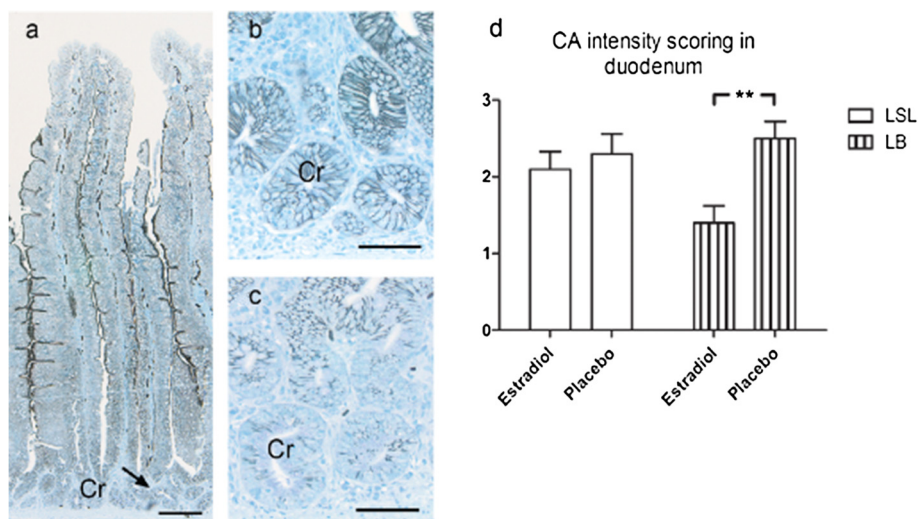 a
b
c
d
Cr
Cr
Cr
CA intensity scoring in
duodenum
3
2
1
0
**
Estradiol
Placebo
Estradiol
Placebo
LSL
LB